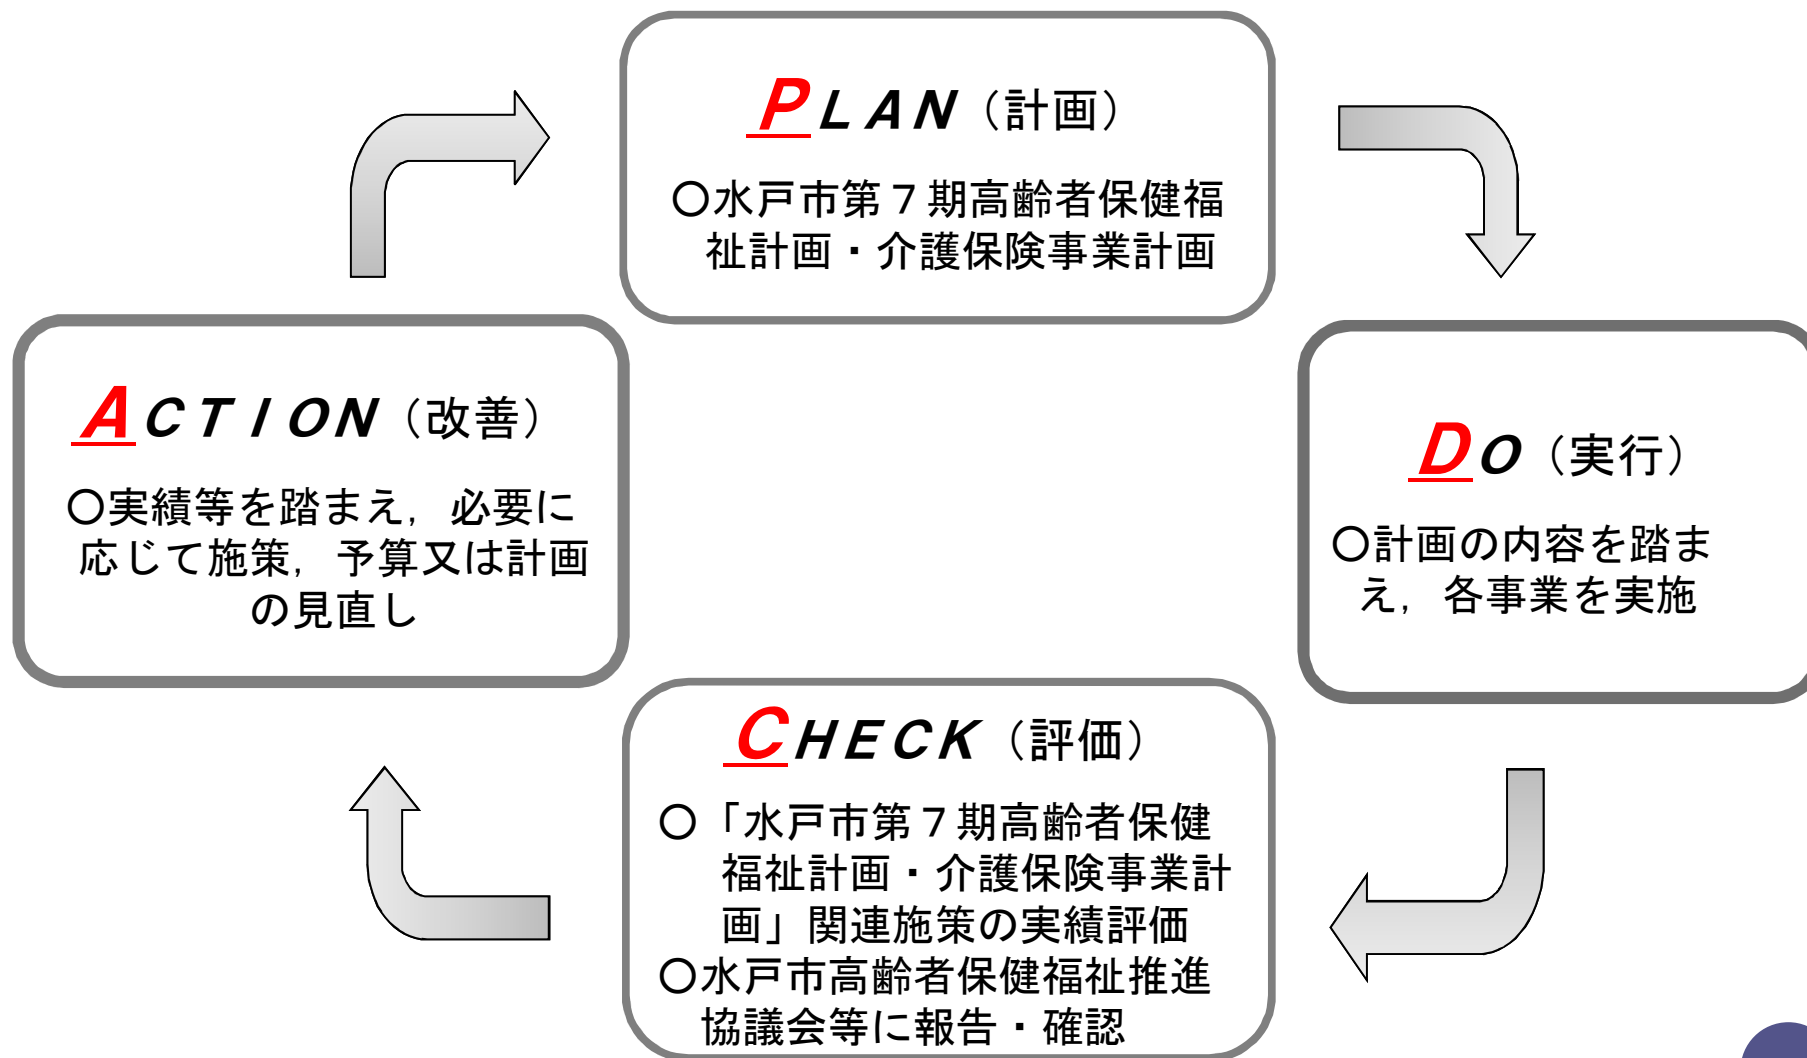 PLAN（計画）
〇水戸市第７期高齢者保健福
祉計画・介護保険事業計画
ACTION（改善）
〇実績等を踏まえ，必要に
応じて施策，予算又は計画
の見直し
DO（実行）
〇計画の内容を踏ま
え，各事業を実施
CHECK（評価）
〇「水戸市第７期高齢者保健
福祉計画・介護保険事業計
画」関連施策の実績評価
〇水戸市高齢者保健福祉推進
協議会等に報告・確認